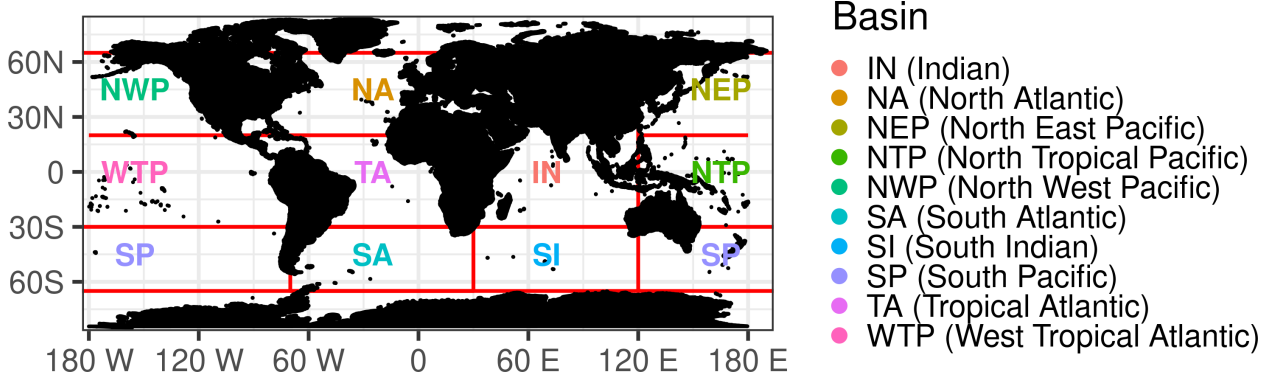 Basin
60N
30N
0
30S
60S
NWP
NA
NEP
WTP
TA
IN
NTP
SP
SA
SI
SP
180 W
120 W
60 W
0
60 E
120 E
180 E
IN (Indian)
NA (North Atlantic)
NEP (North East Pacific)
NTP (North Tropical Pacific)
NWP (North West Pacific)
SA (South Atlantic)
SI (South Indian)
SP (South Pacific)
TA (Tropical Atlantic)
WTP (West Tropical Atlantic)